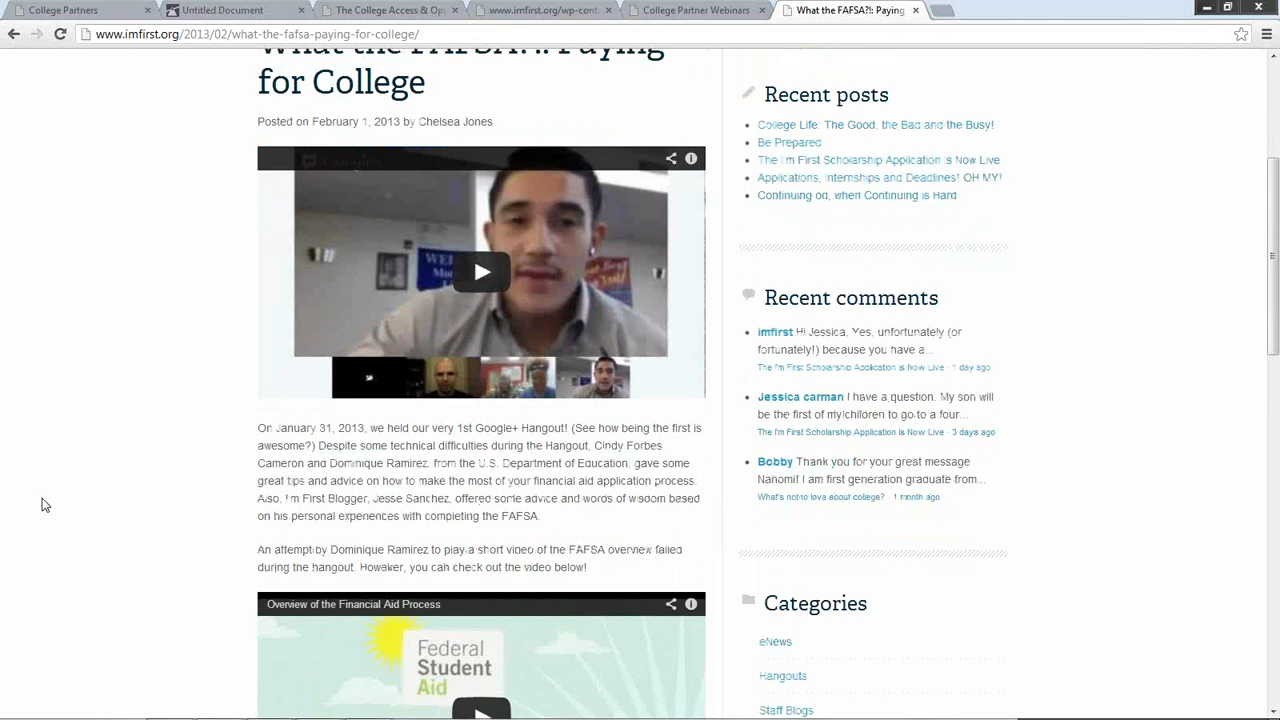 College Partners
Untitled Document
The College Access & Op
www.imfirst.org/wp-cont
College Partner Webinars
What the FAFSA?!: Paying
www.imfirst.org/2013/02/what-the-fafsa-paying-for-college/
What the FAFSA?!: Paying
for College
Posted on February 1, 2013 by Chelsea Jones
On January 31, 2013, we held our very 1st Google+ Hangout! (See how being the first is
awesome?) Despite some technical difficulties during the Hangout, Cindy Forbes
Cameron and Dominique Ramirez, from the U.S. Department of Education, gave some
great tips and advice on how to make the most of your financial aid application process.
Also, I'm First Blogger, Jesse Sanchez, offered some advice and words of wisdom based
on his personal experiences with completing the FAFSA.
An attempt by Dominique Ramirez to play a short video of the FAFSA overview failed
during the hangout. However, you can check out the video below!
Overview of the Financial Aid Process
Federal
Student
Aid
Recent posts
College Life: The Good, the Bad and the Busy!
Be Prepared
The I'm First Scholarship Application is Now Live
Applications, Internships and Deadlines! OH MY!
Continuing on, when Continuing is Hard
Recent comments
imfirst Hi Jessica, Yes, unfortunately (or
fortunately!) because you have a...
The I'm First Scholarship Application is Now Live · 1 day ago
Jessica carman I have a question. My son will
be the first of my children to go to a four...
The I'm First Scholarship Application is Now Live · 3 days ago
Bobby Thank you for your great message
Nanomi! I am first generation graduate from...
What's not to love about college? · 1 month ago
Categories
eNews
Hangouts
Staff Blogs